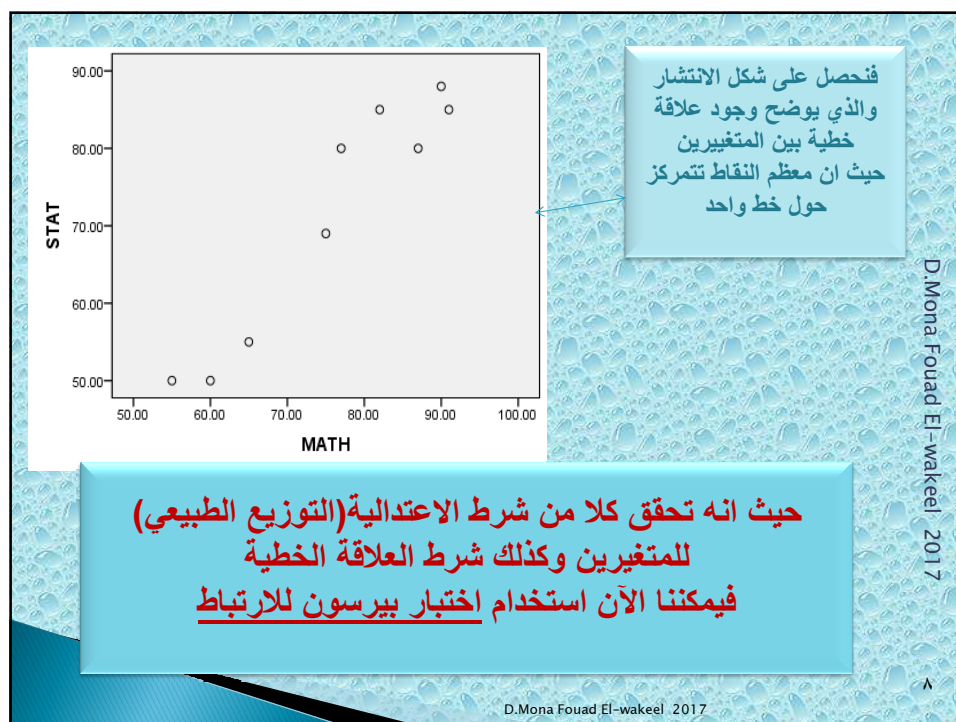 90.00
80.00
70.00
60.00
50.00
STAT
50.00 60.00 70.00 80.00 90.00 100.00
MATH
فنحصل على شكل الانتشار
والذي يوضح وجود علاقة
خطية بين المتغييرين
حيث ان معظم النقاط تتمركز
حول خط واحد
D.Mona Fouad El-wakeel 2017
حيث انه تحقق كلا من شرط الاعتدالية(التوزيع الطبيعي)
للمتغيرين وكذلك شرط العلاقة الخطية
فيمكننا الآن استخدام اختبار بيرسون للارتباط
٨
D.Mona Fouad El-wakeel 2017